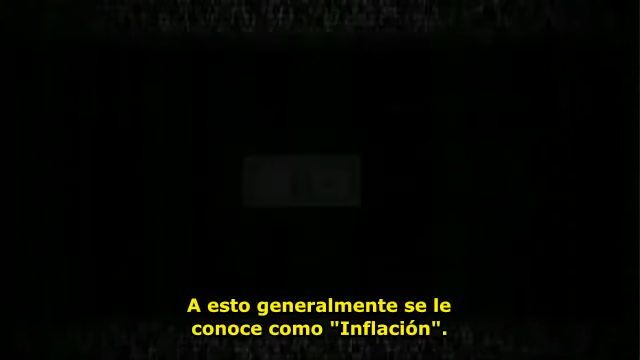 A esto generalmente se le
conoce como "Inflación".